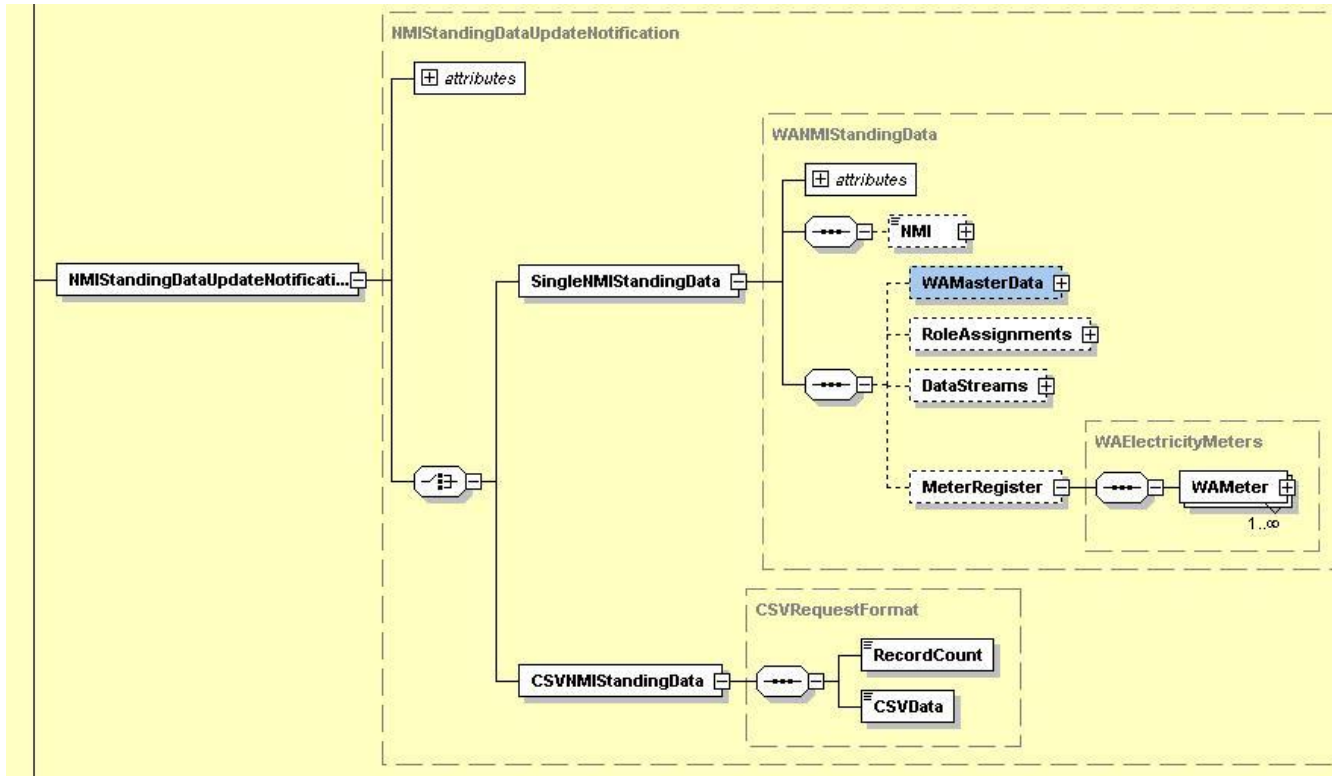 NMIStandingDataUpdateNotification
attributes
WANMIStandingData
attributes
NMI
NMIStandingDataUpdateNotificati...
SingleNMIStandingData
WAMasterData
RoleAssignments
DataStreams
WAElectricityMeters
MeterRegister
WAMeter
1..∞
CSVRequestFormat
RecordCount
CSVNMIStandingData
CSVData